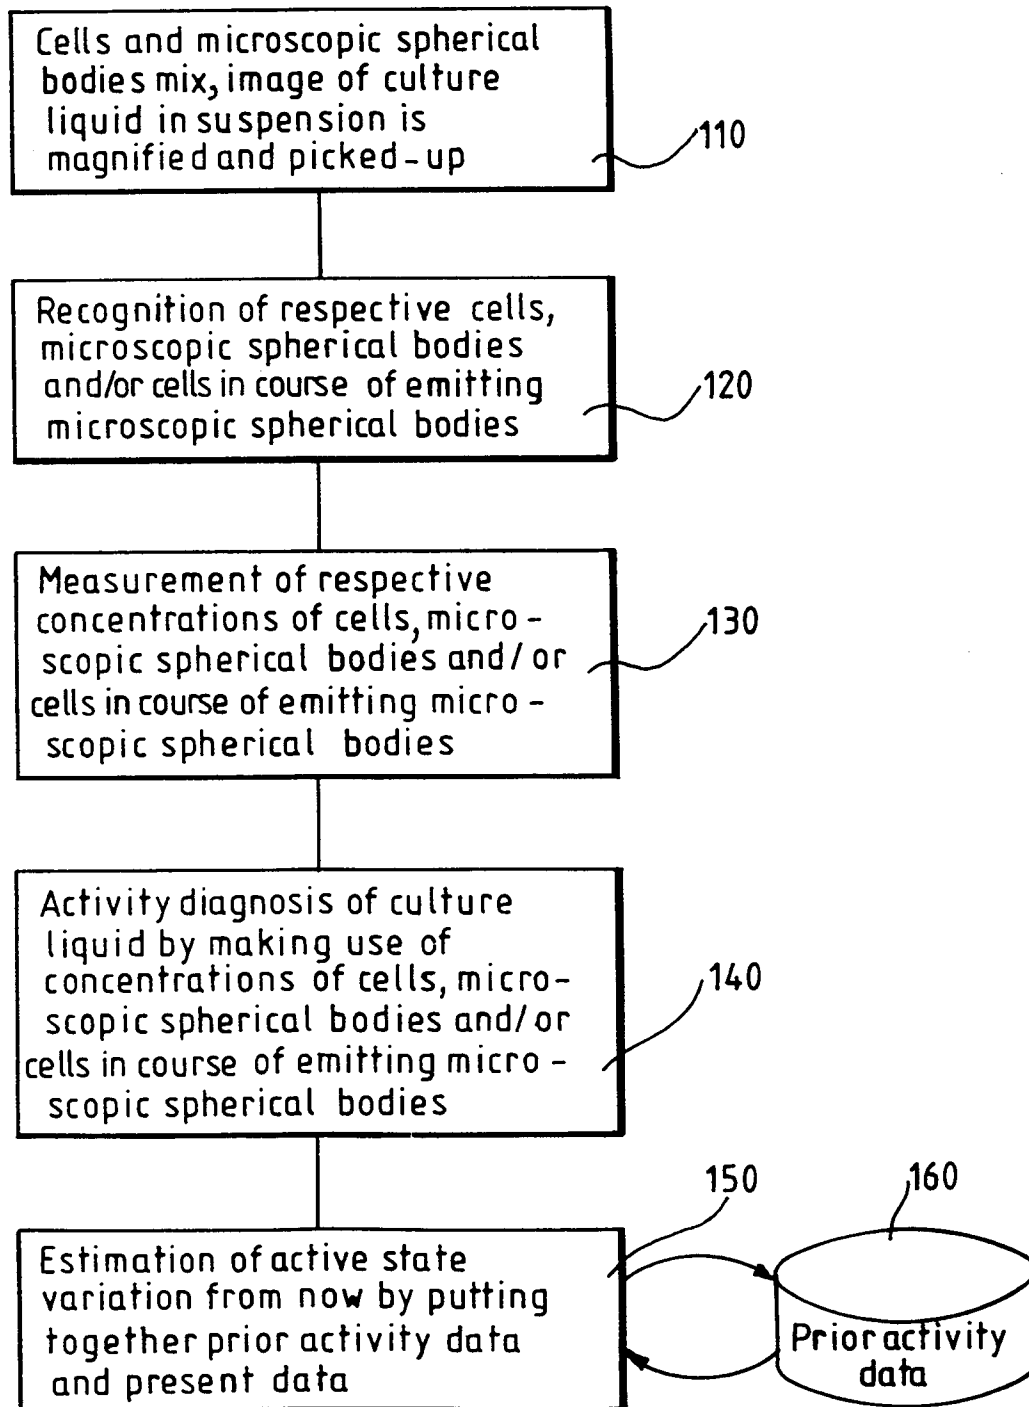 Cells and microscopic spherical
bodies mix, image of culture
liquid in suspension is
magnified and picked-up
110
Recognition of respective cells,
microscopic spherical bodies
and/or cells in course of emitting
microscopic spherical bodies
120
Measurement of respective
concentrations of cells, micro-
scopic spherical bodies and/or
cells in course of emitting micro-
scopic spherical bodies
130
Activity diagnosis of culture
liquid by making use of
concentrations of cells, micro-
scopic spherical bodies and/or
cells in course of emitting micro-
scopic spherical bodies
140
150
160
Estimation of active state
variation from now by putting
together prior activity data
and present data
Prior activity
data